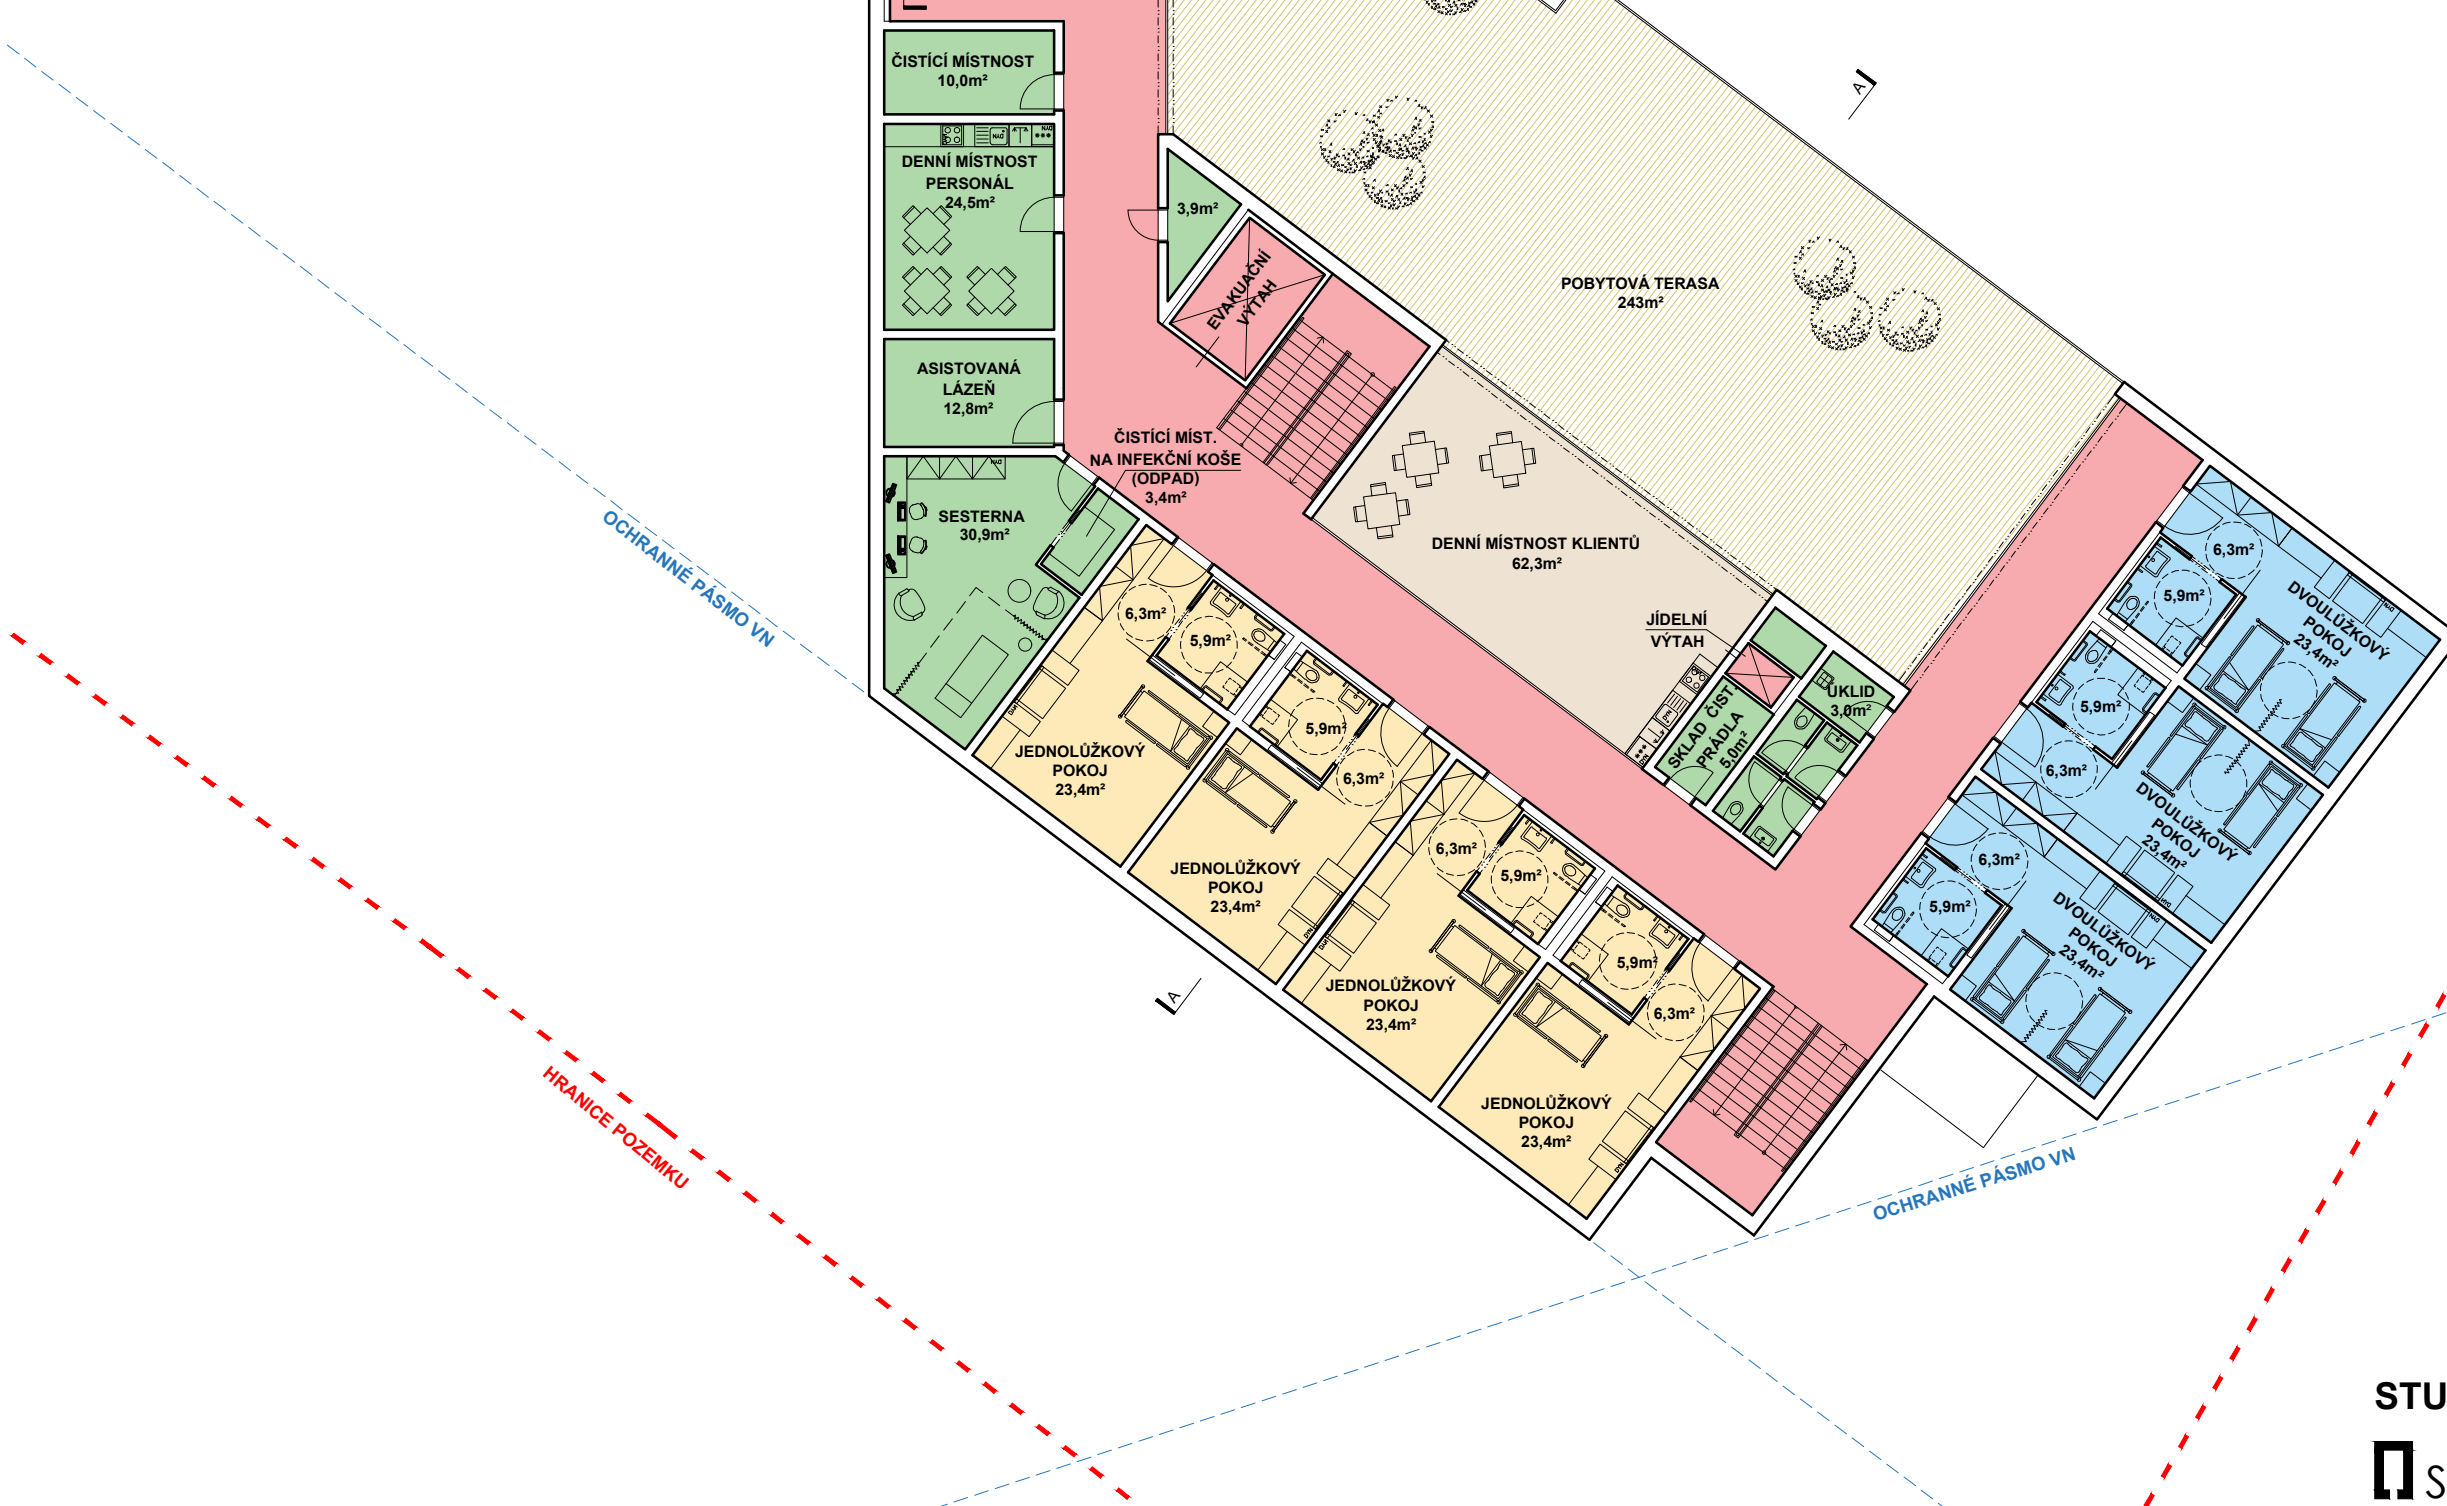 ČISTÍCÍ MÍSTNOST
10,0m²
DENNÍ MÍSTNOST
PERSONÁL
24,5m²
3,9m²
EVAKUAČNÍ
VÝTAH
ASISTOVANÁ
LÁZEŇ
12,8m²
ČISTÍCÍ MÍST.
NA INFEKČNÍ KOŠE
(ODPAD)
3,4m²
SESTERNA
30,9m²
A
POBYTOVÁ TERASA
243m²
DENNÍ MÍSTNOST KLIENTŮ
62,3m²
JÍDELNÍ
VÝTAH
SKLAD ČIST.
PRÁDLA
5,0m²
ÚKLID
3,0m²
6,3m²
5,9m²
DVOULŮŽKOVÝ
POKOJ
23,4m²
5,9m²
6,3m²
DVOULŮŽKOVÝ
POKOJ
23,4m²
6,3m²
5,9m²
DVOULŮŽKOVÝ
POKOJ
23,4m²
6,3m²
5,9m²
JEDNOLŮŽKOVÝ
POKOJ
23,4m²
5,9m²
6,3m²
JEDNOLŮŽKOVÝ
POKOJ
23,4m²
6,3m²
5,9m²
JEDNOLŮŽKOVÝ
POKOJ
23,4m²
5,9m²
6,3m²
JEDNOLŮŽKOVÝ
POKOJ
23,4m²
A
OCHRANNÉ PÁSMO VN
HRANICE POZEMKU
OCHRANNÉ PÁSMO VN
STU
S